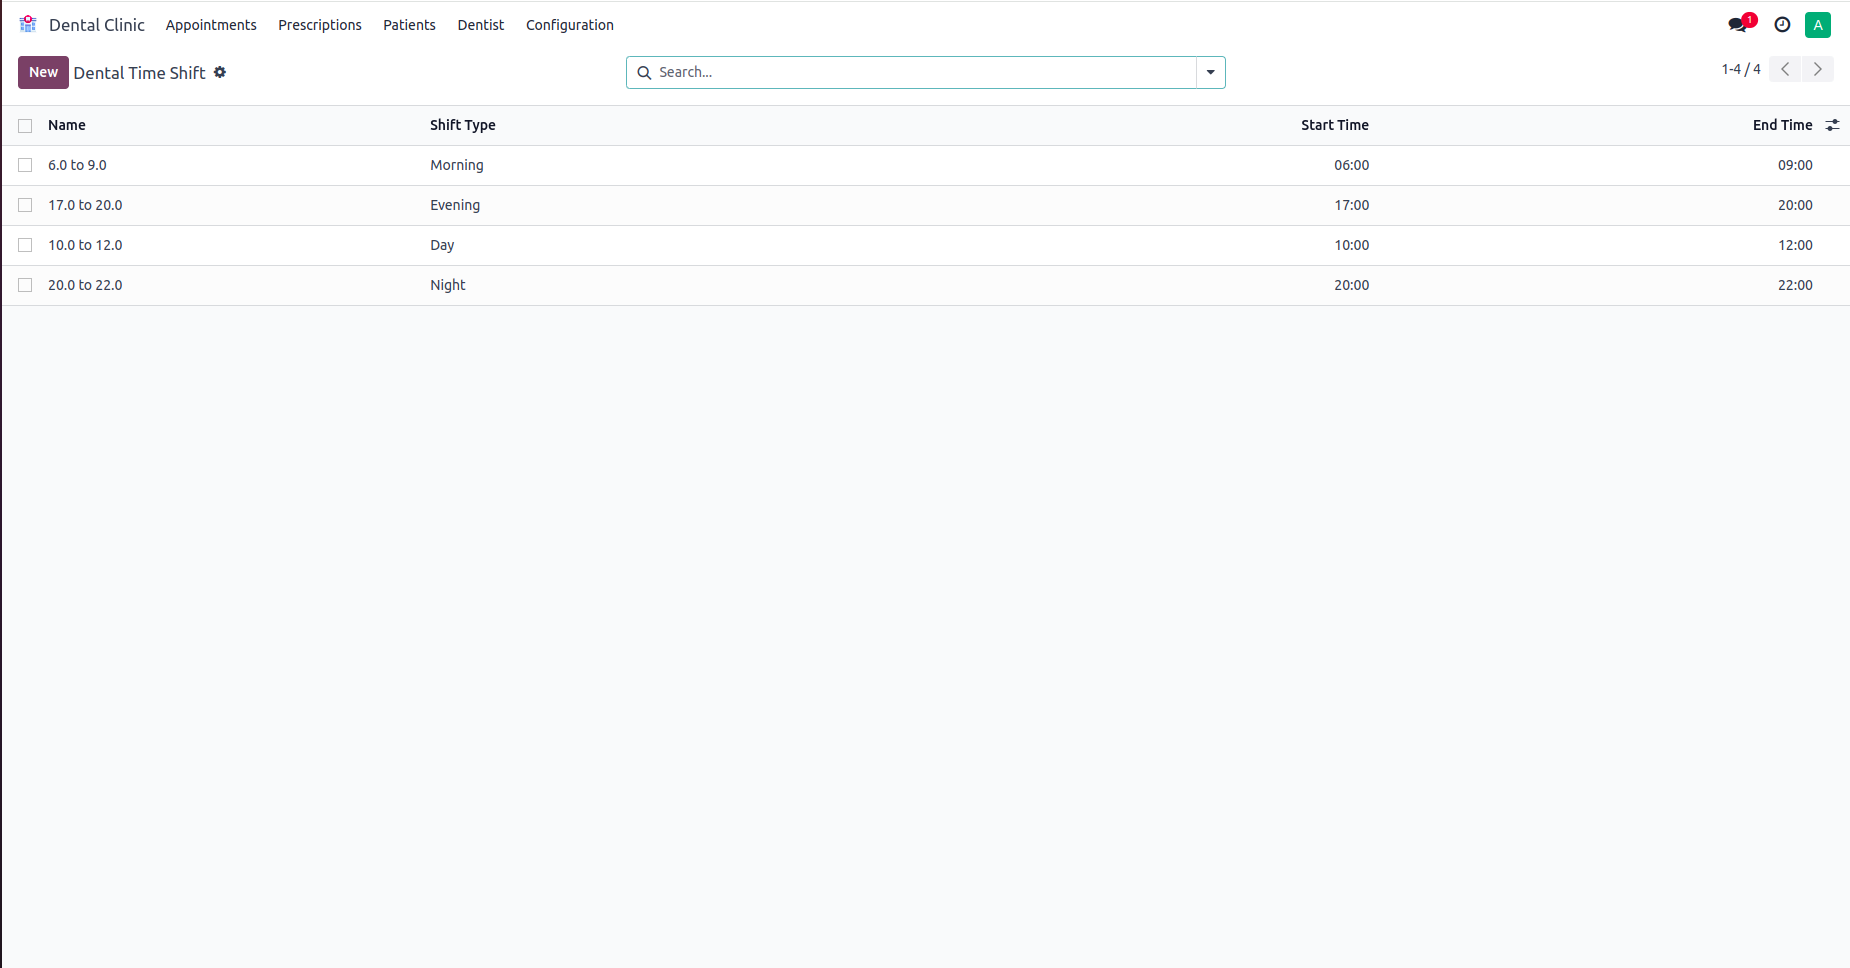 Dental Clinic Appointments Prescriptions Patients Dentist Configuration 1 A
New Dental Time Shift Search... 1-4 / 4
Name Shift Type Start Time End Time
6.0 to 9.0 Morning 06:00 09:00
17.0 to 20.0 Evening 17:00 20:00
10.0 to 12.0 Day 10:00 12:00
20.0 to 22.0 Night 20:00 22:00